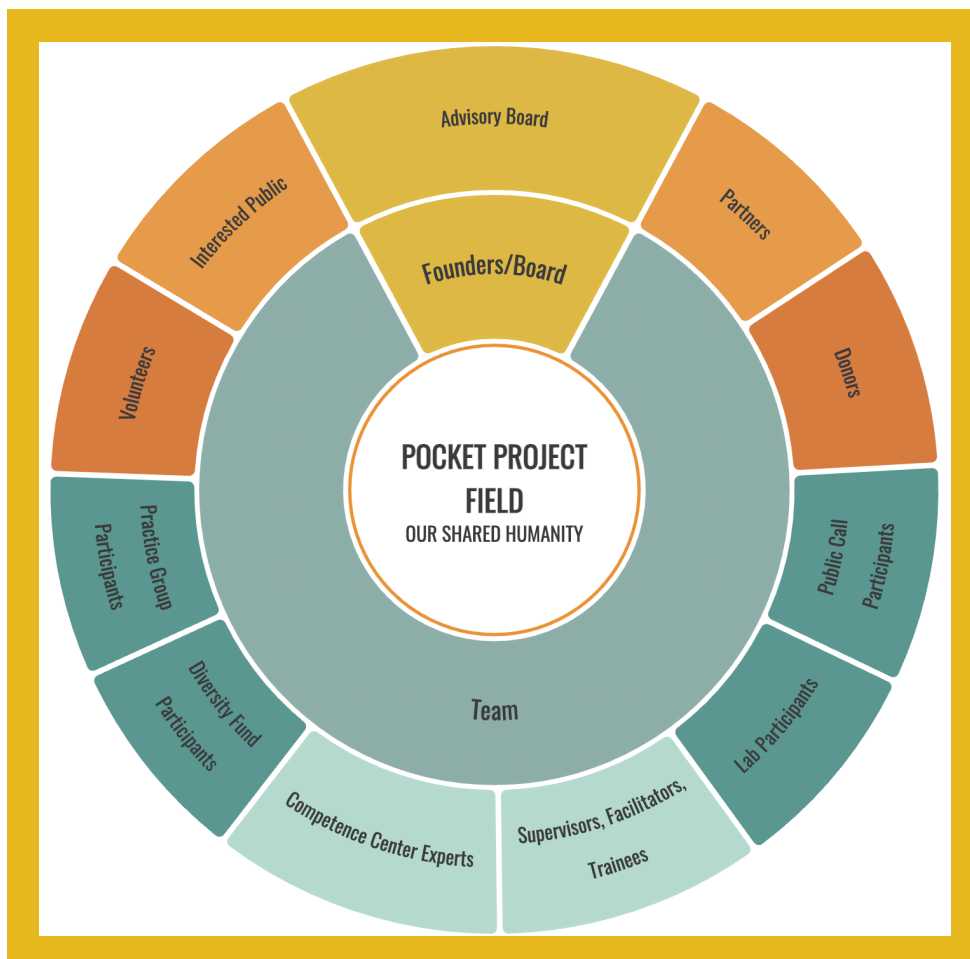 Advisory Board
Founders/Board
Interested Public
Partners
Volunteers
Donors
POCKET PROJECT
FIELD
OUR SHARED HUMANITY
Practice Group
Participants
Public Call
Participants
Diversity Fund
Participants
Team
Lab Participants
Competence Center Experts
Supervisors, Facilitators,
Trainees